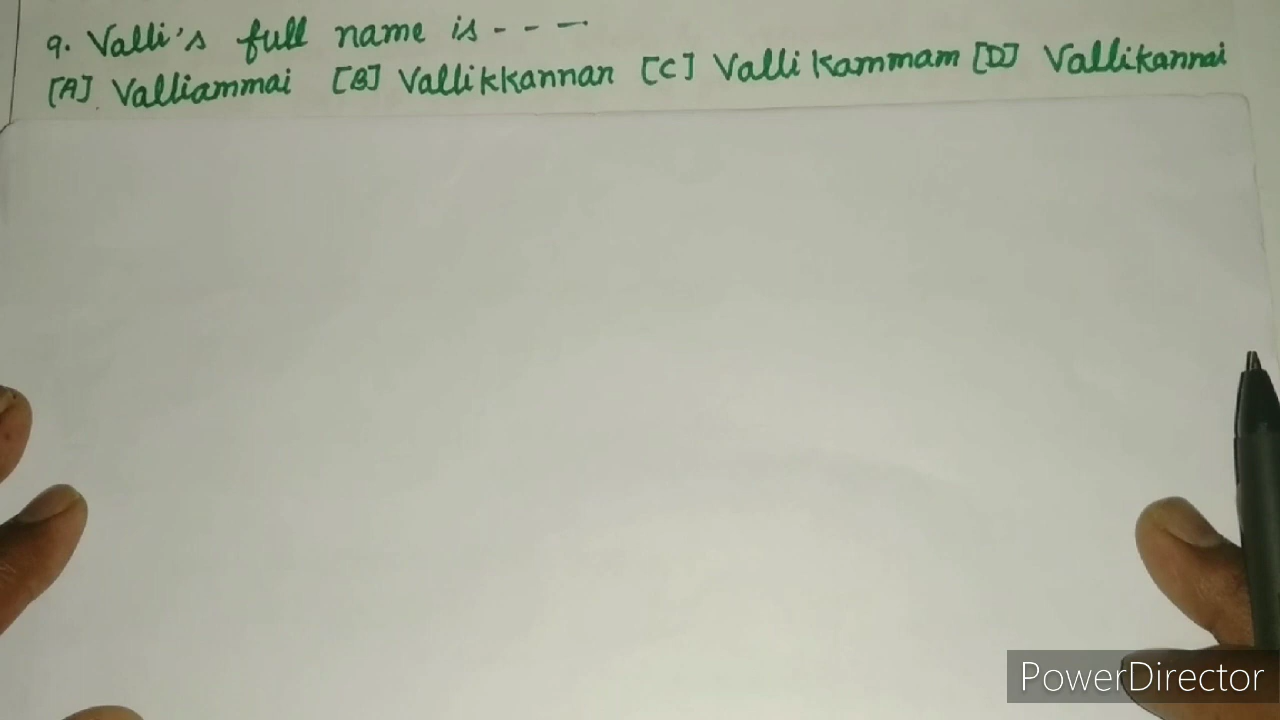 9. Valli's full name is - - - -
[A] Valliammai [B] Vallikkannan [C] Valli Kammam [D] Vallikannai
PowerDirector